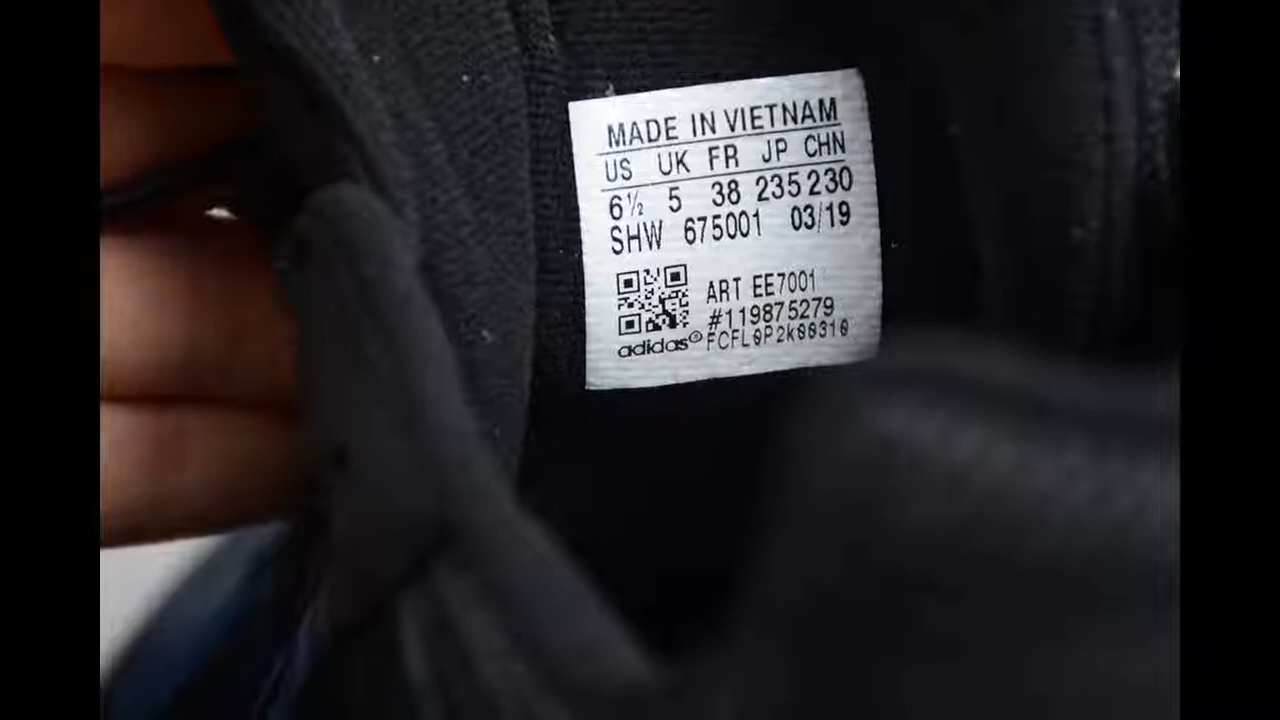 MADE IN VIETNAM
US UK FR JP CHN
6½ 5 38 235 230
SHW 675001 03/19
ART EE7001
#119875279
adidas® FCFL0P2k00310